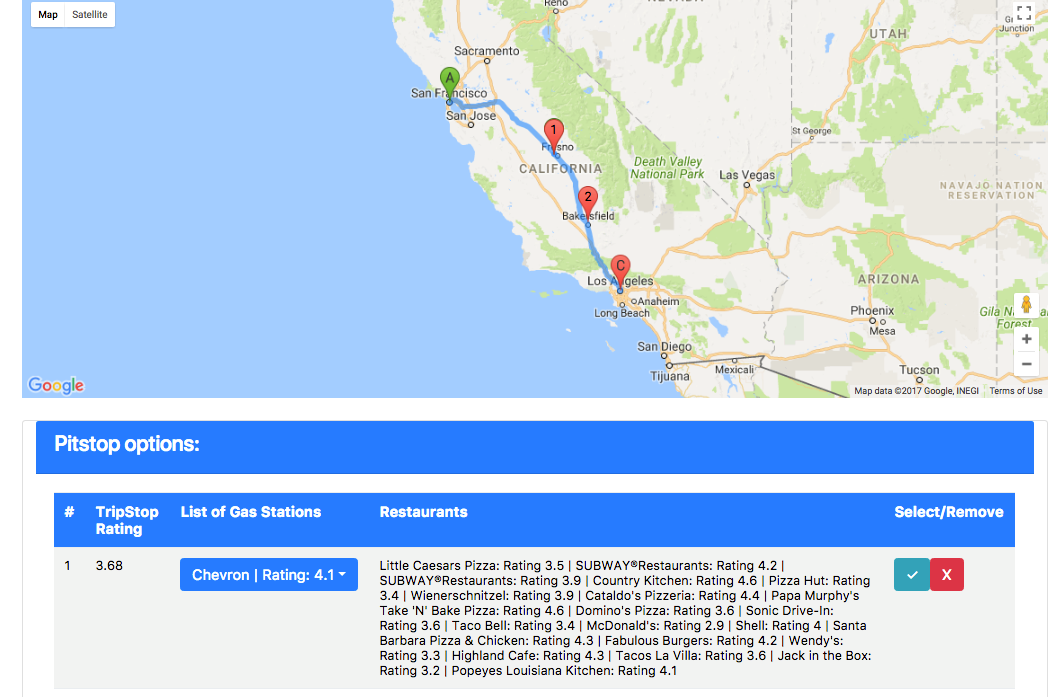 Map Satellite
Reno
NEVADA
UTAH
Junction
Sacramento
A
San Francisco
San Jose
1
Fresno
CALIFORNIA
St George
Death Valley
National Park
Las Vegas
NAVAJO NATION
RESERVATION
2
Bakersfield
C
Los Angeles
Anaheim
Long Beach
ARIZONA
Phoenix
Mesa
Gila
Forest
San Diego
Mexicali
Tijuana
Tucson
Google
Map data ©2017 Google, INEGI Terms of Use
Pitstop options:
# TripStop Rating List of Gas Stations Restaurants Select/Remove
1 3.68 Chevron | Rating: 4.1
Little Caesars Pizza: Rating 3.5 | SUBWAY®Restaurants: Rating 4.2 |
SUBWAY®Restaurants: Rating 3.9 | Country Kitchen: Rating 4.6 | Pizza Hut: Rating
3.4 | Wienerschnitzel: Rating 3.9 | Cataldo's Pizzeria: Rating 4.4 | Papa Murphy's
Take 'N' Bake Pizza: Rating 4.6 | Domino's Pizza: Rating 3.6 | Sonic Drive-In:
Rating 3.6 | Taco Bell: Rating 3.4 | McDonald's: Rating 2.9 | Shell: Rating 4 | Santa
Barbara Pizza & Chicken: Rating 4.3 | Fabulous Burgers: Rating 4.2 | Wendy's:
Rating 3.3 | Highland Cafe: Rating 4.3 | Tacos La Villa: Rating 3.6 | Jack in the Box:
Rating 3.2 | Popeyes Louisiana Kitchen: Rating 4.1
X